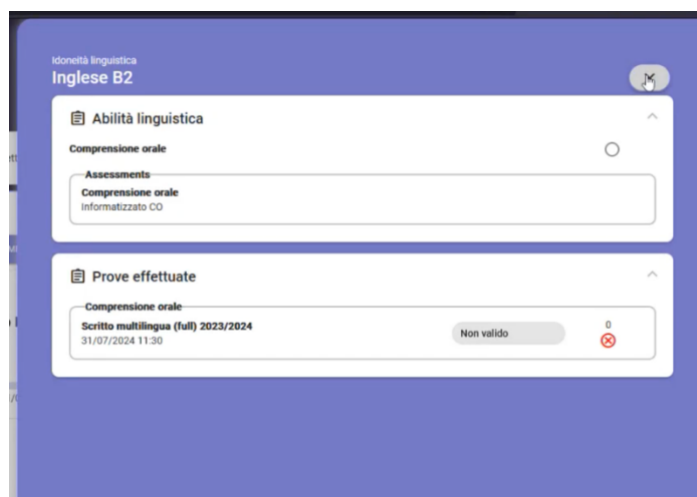 Idoneità linguistica
Inglese B2
Abilità linguistica
Comprensione orale
Assessments
Comprensione orale
Informatizzato CO
Prove effettuate
Comprensione orale
Scritto multilingua (full) 2023/2024
31/07/2024 11:30
Non valido
0